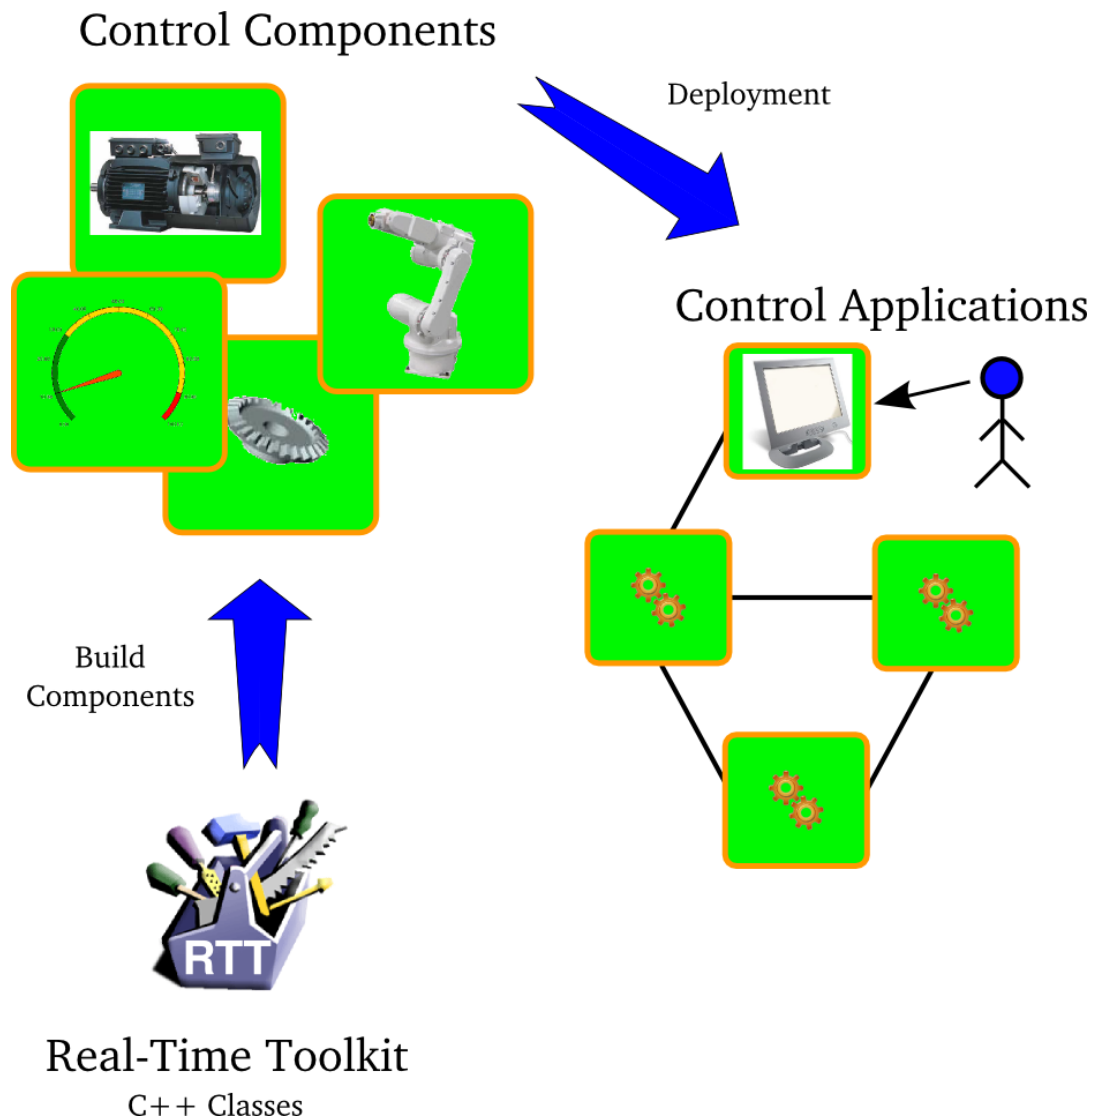 Control Components
Deployment
Control Applications
Build
Components
RTT
Real-Time Toolkit
C++ Classes